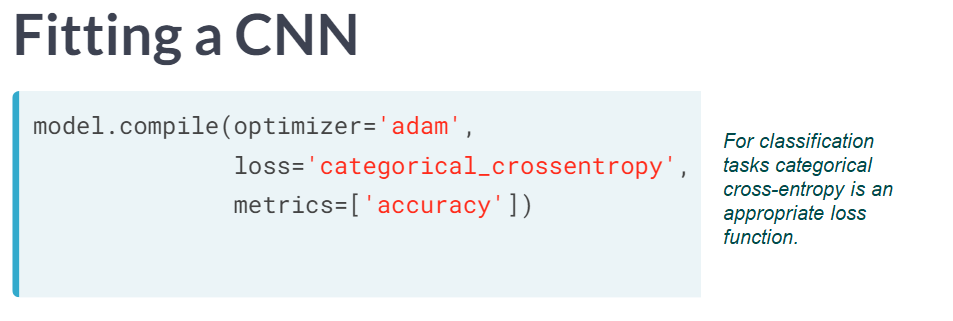 Fitting a CNN
model.compile(optimizer='adam',
loss='categorical_crossentropy',
metrics=['accuracy'])
For classification
tasks categorical
cross-entropy is an
appropriate loss
function.